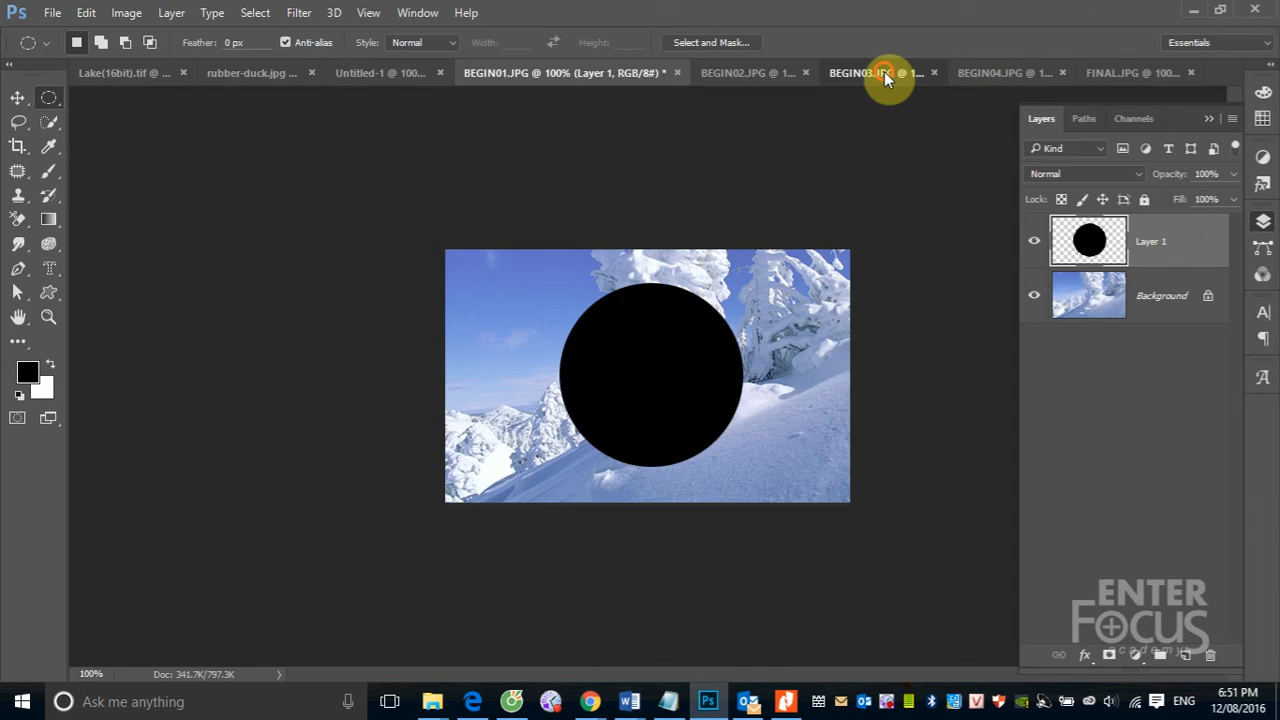 Ps File Edit Image Layer Type Select Filter 3D View Window Help
Feather: 0 px Anti-alias Style: Normal Width: Height: Select and Mask... Essentials
Lake(16bit).tif @ ... × rubber-duck.jpg ... × Untitled-1 @ 100... × BEGIN01.JPG @ 100% (Layer 1, RGB/8#) * × BEGIN02.JPG @ 1... × BEGIN03.JPG @ 1... × BEGIN04.JPG @ 1... × FINAL.JPG @ 100... ×
Layers Paths Channels
Kind
Normal Opacity: 100%
Lock: Fill: 100%
Layer 1
Background
ENTER
FOCUS
academy
100% Doc: 341.7K/797.3K
Ask me anything
ENG
6:51 PM
12/08/2016